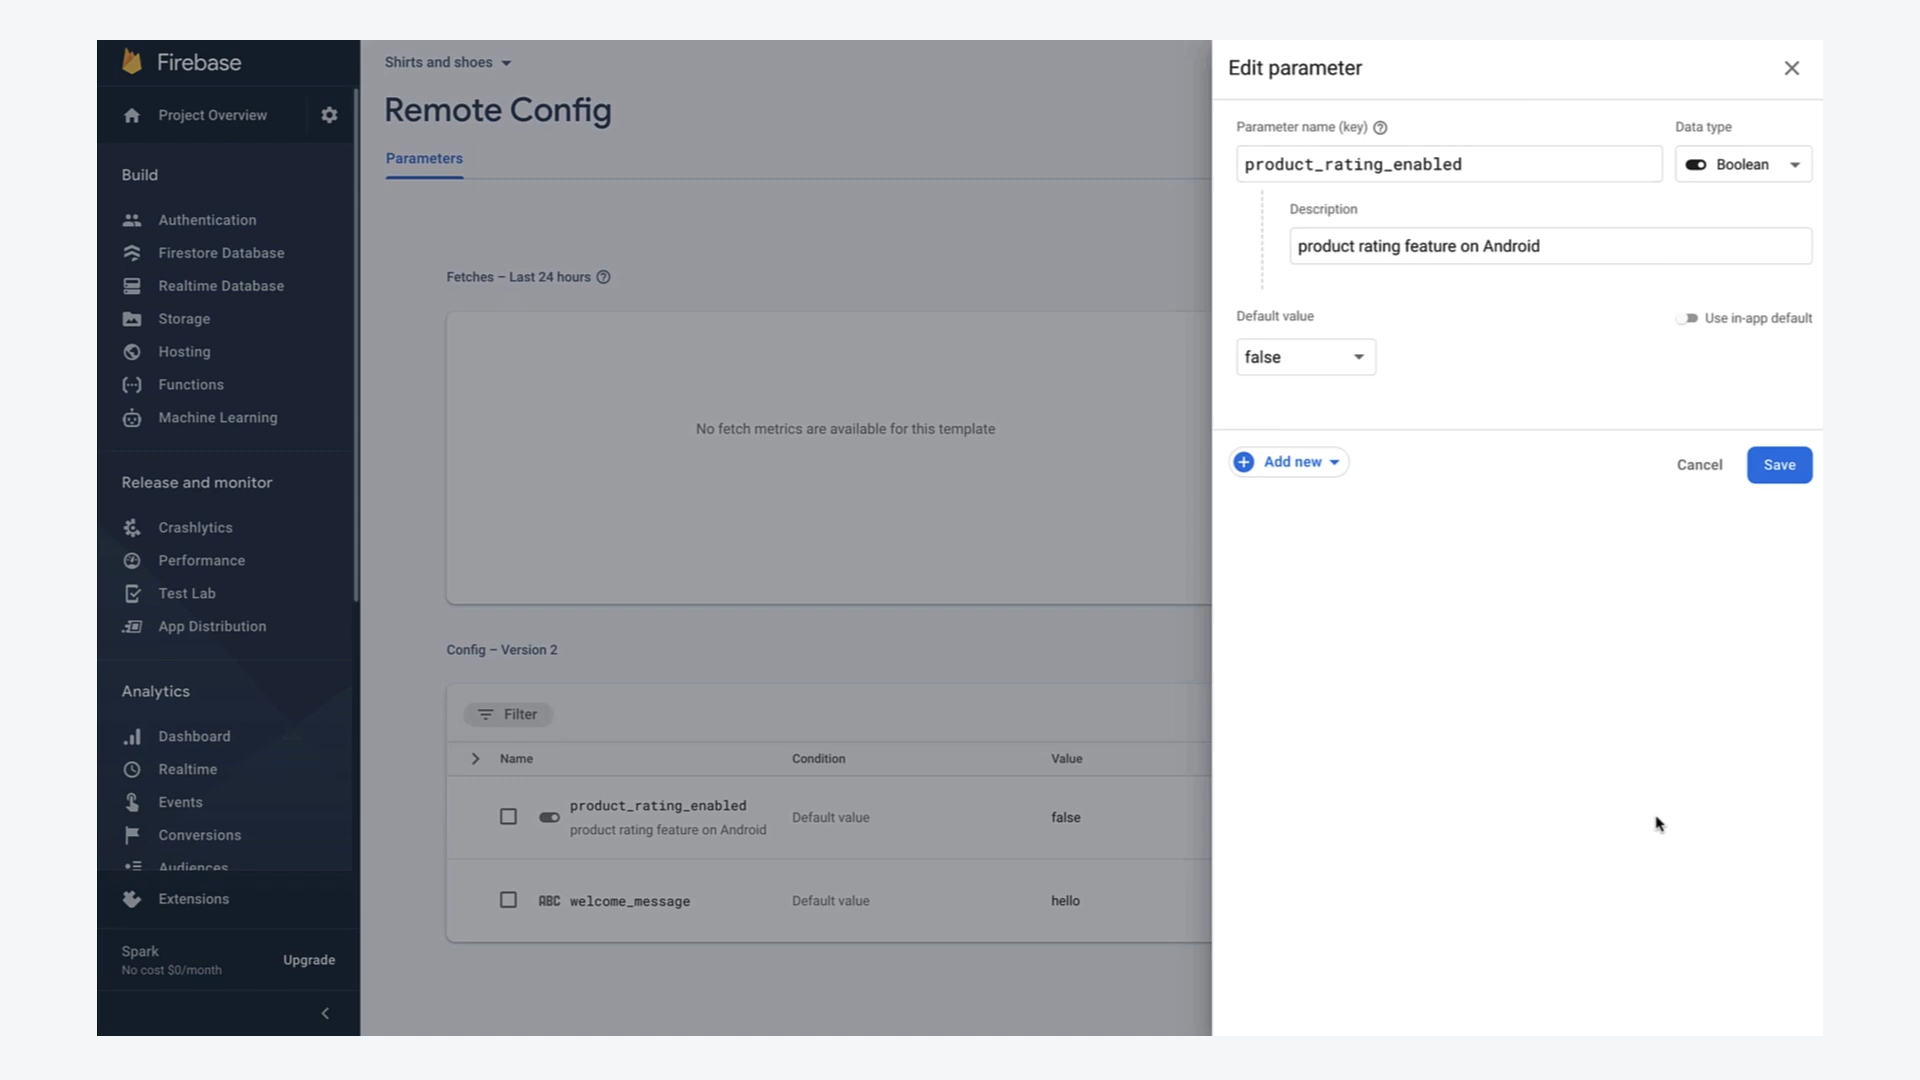 Firebase
Project Overview
Build
Authentication
Firestore Database
Realtime Database
Storage
Hosting
Functions
Machine Learning
Release and monitor
Crashlytics
Performance
Test Lab
App Distribution
Analytics
Dashboard
Realtime
Events
Conversions
Audiences
Extensions
Spark
No cost $0/month
Upgrade
Shirts and shoes
Remote Config
Parameters
Fetches – Last 24 hours
No fetch metrics are available for this template
Config – Version 2
Filter
Name Condition Value
product_rating_enabled
product rating feature on Android
Default value
false
ABC welcome_message
Default value
hello
Edit parameter
Parameter name (key)
Data type
product_rating_enabled
Boolean
Description
product rating feature on Android
Default value
Use in-app default
false
Add new
Cancel
Save